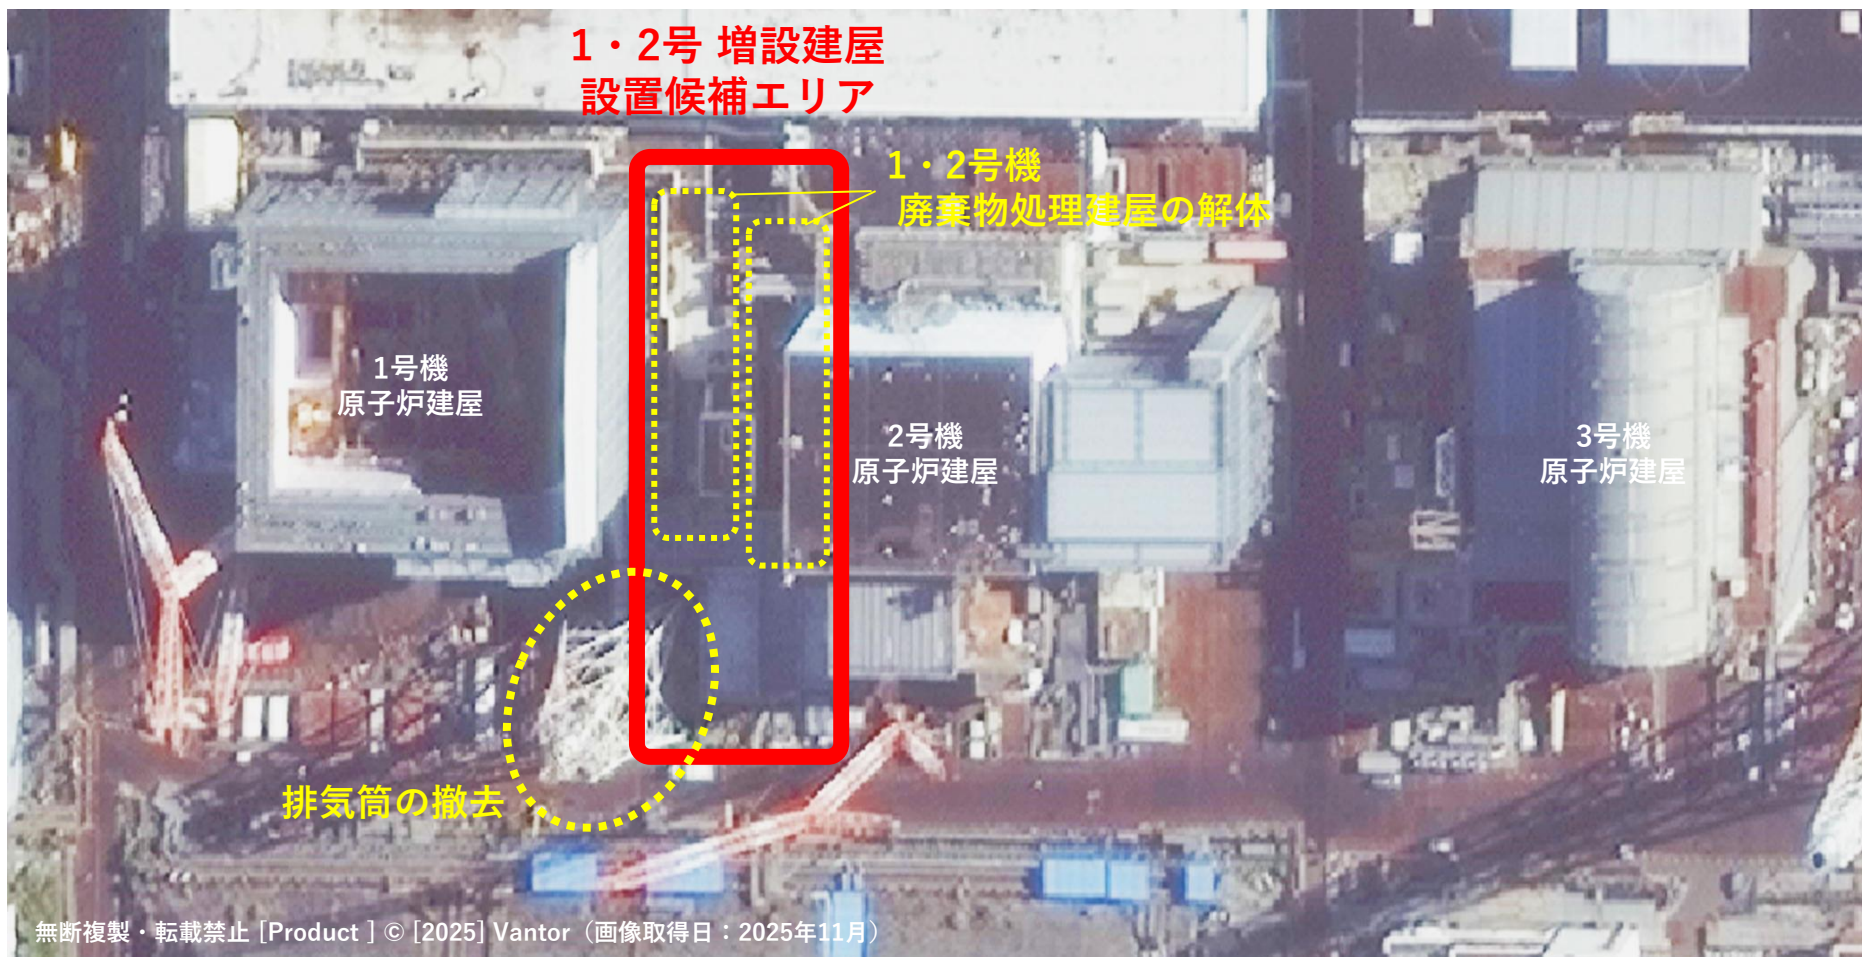 1・2号 増設建屋
設置候補エリア
1・2号機
廃棄物処理建屋の解体
1号機
原子炉建屋
2号機
原子炉建屋
3号機
原子炉建屋
排気筒の撤去
無断複製・転載禁止 [Product ] © [2025] Vantor（画像取得日：2025年11月）